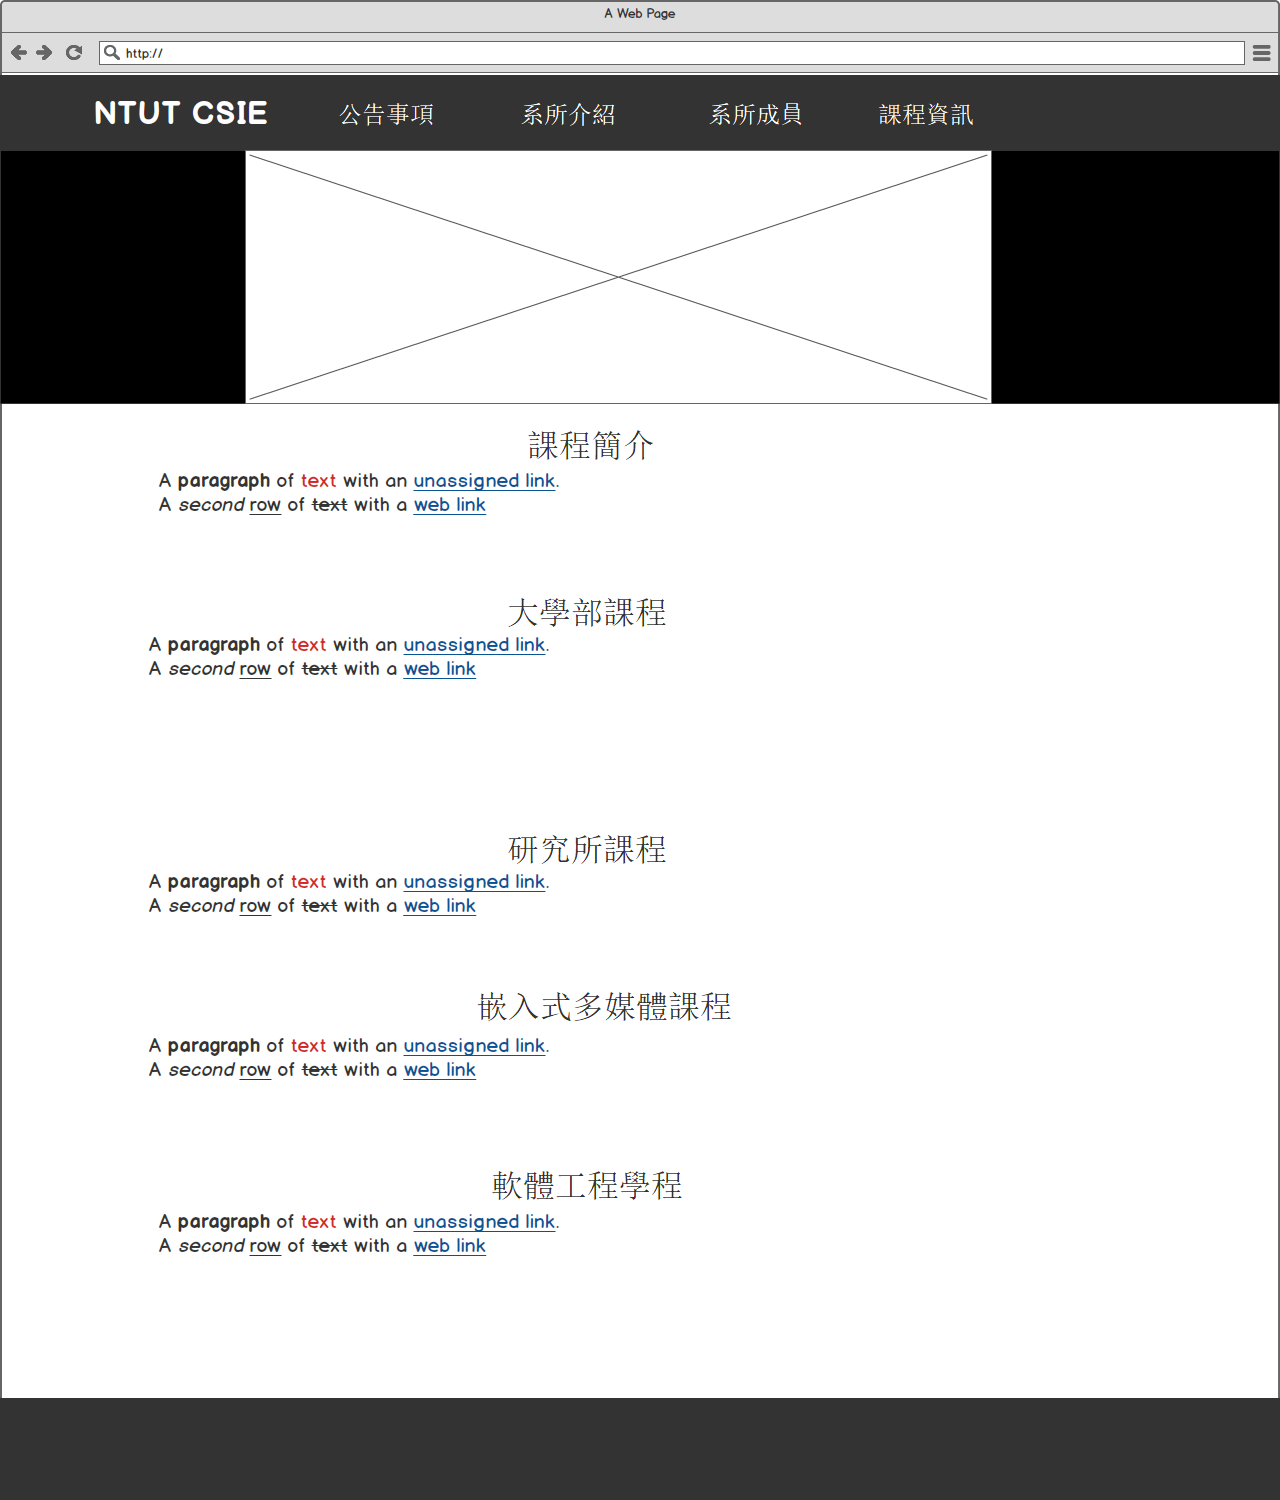 A Web Page
http://
NTUT CSIE 公告事項 系所介紹 系所成員 課程資訊
課程簡介
A paragraph of text with an unassigned link.
A second row of text with a web link
大學部課程
A paragraph of text with an unassigned link.
A second row of text with a web link
研究所課程
A paragraph of text with an unassigned link.
A second row of text with a web link
嵌入式多媒體課程
A paragraph of text with an unassigned link.
A second row of text with a web link
軟體工程學程
A paragraph of text with an unassigned link.
A second row of text with a web link